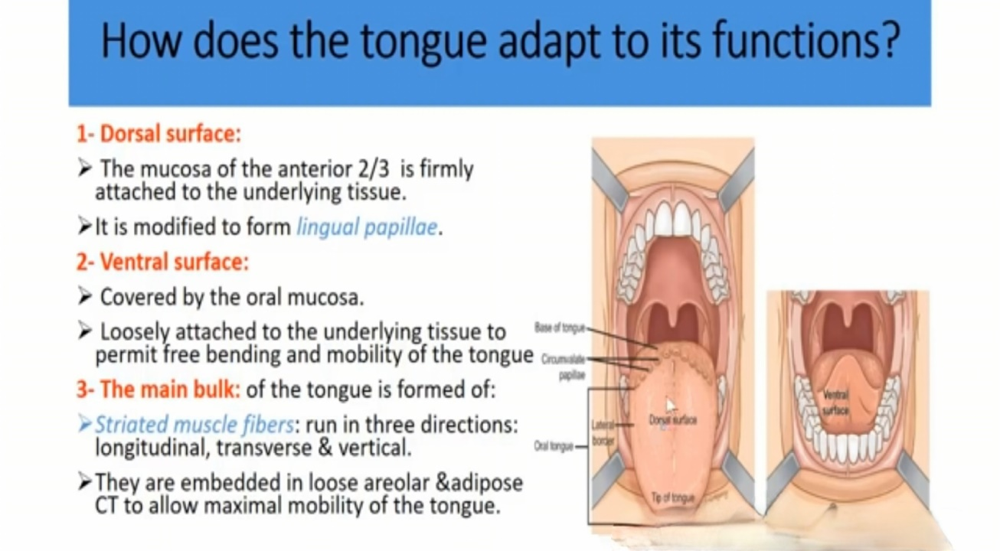 How does the tongue adapt to its functions?
1- Dorsal surface:
➢ The mucosa of the anterior 2/3 is firmly
attached to the underlying tissue.
➢It is modified to form lingual papillae.
2- Ventral surface:
➢ Covered by the oral mucosa.
➢ Loosely attached to the underlying tissue to
permit free bending and mobility of the tongue
3- The main bulk: of the tongue is formed of:
➢Striated muscle fibers: run in three directions:
longitudinal, transverse & vertical.
➢They are embedded in loose areolar &adipose
CT to allow maximal mobility of the tongue.
Base of tongue
Circumvalate
papillae
Lateral
border
Oral tongue
Dorsal surface
Tip of tongue
Ventral
surface